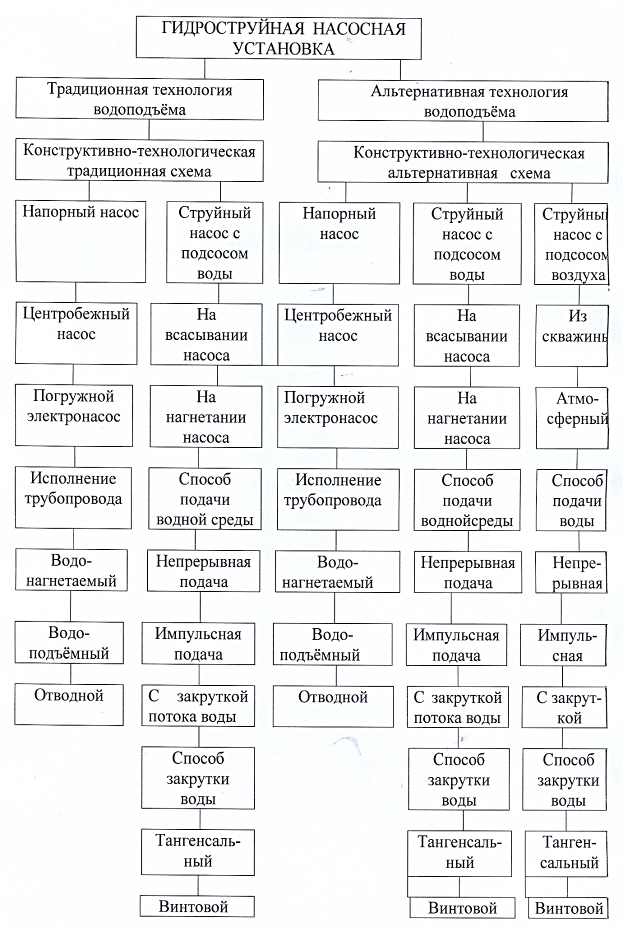 ГИДРОСТРУЙНАЯ НАСОСНАЯ
УСТАНОВКА
Традиционная технология
водоподъёма
Альтернативная технология
водоподъёма
Конструктивно-технологическая
традиционная схема
Конструктивно-технологическая
альтернативная схема
Напорный насос
Струйный
насос с
подсосом
воды
Напорный
насос
Струйный
насос с
подсосом
воды
Струйны
насос с
подсосом
воздуха
Центробежный
насос
На
всасывании
насоса
Центробежный
насос
На
всасывании
насоса
Из
скважины
Погружной
электронасос
На
нагнетании
насоса
Погружной
электронасос
На
нагнетании
насоса
Атмо-
сферный
Исполнение
трубопровода
Способ
подачи
водной среды
Исполнение
трубопровода
Способ
подачи
воднойсреды
Способ
подачи
воды
Водо-
нагнетаемый
Непрерывная
подача
Водо-
нагнетаемый
Непрерывная
подача
Непре-
рывная
Водо-
подъёмный
Импульсная
подача
Водо-
подъёмный
Импульсная
подача
Импуль-
сная
Отводной
С закруткой
потока воды
Отводной
С закруткой
потока воды
С закрут-
кой
Способ
закрутки
воды
Способ
закрутки
воды
Способ
закрутки
воды
Тангенсаль-
ный
Тангенсаль-
ный
Танген-
сальный
Винтовой
Винтовой
Винтовой